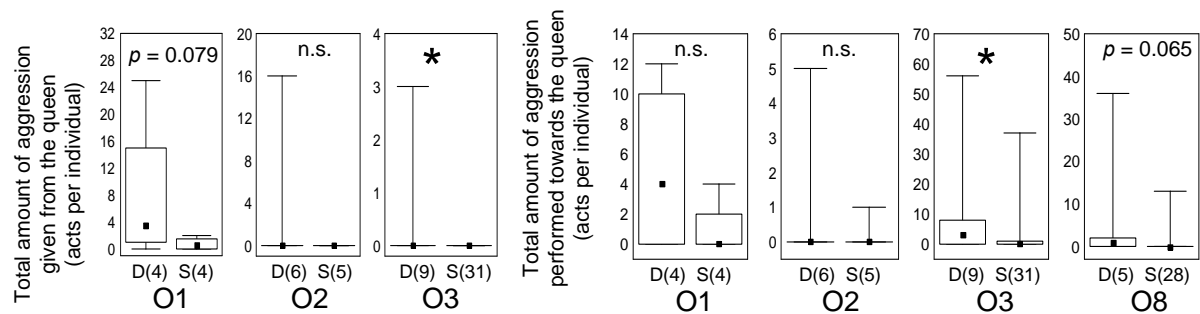 Total amount of aggression
given from the queen
(acts per individual)
32
28
24
20
16
12
8
4
0
p = 0.079
D(4) S(4)
O1
20
16
12
8
4
0
n.s.
D(6) S(5)
O2
4
3
2
1
0
*
D(9) S(31)
O3
Total amount of aggression
performed towards the queen
(acts per individual)
14
12
10
8
6
4
2
0
n.s.
D(4) S(4)
O1
6
5
4
3
2
1
0
n.s.
D(6) S(5)
O2
70
60
50
40
30
20
10
0
*
D(9) S(31)
O3
50
40
30
20
10
0
p = 0.065
D(5) S(28)
O8